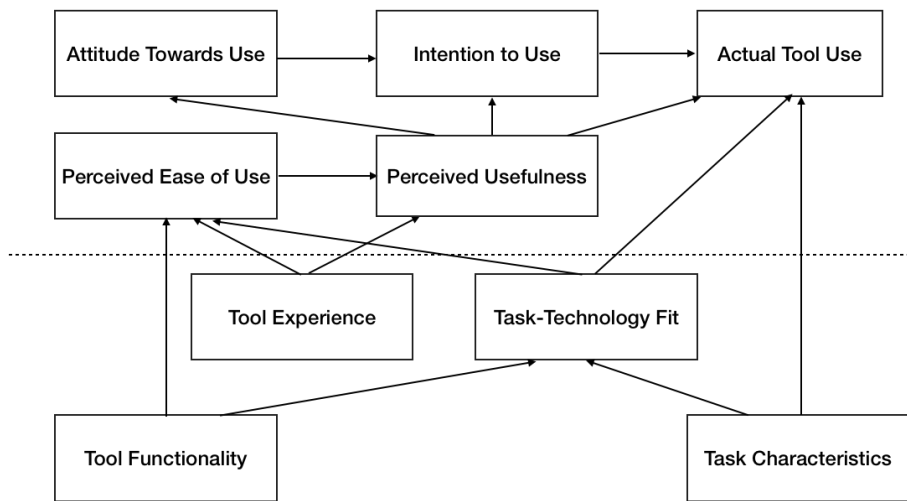 Attitude Towards Use
Intention to Use
Actual Tool Use
Perceived Ease of Use
Perceived Usefulness
Tool Experience
Task-Technology Fit
Tool Functionality
Task Characteristics